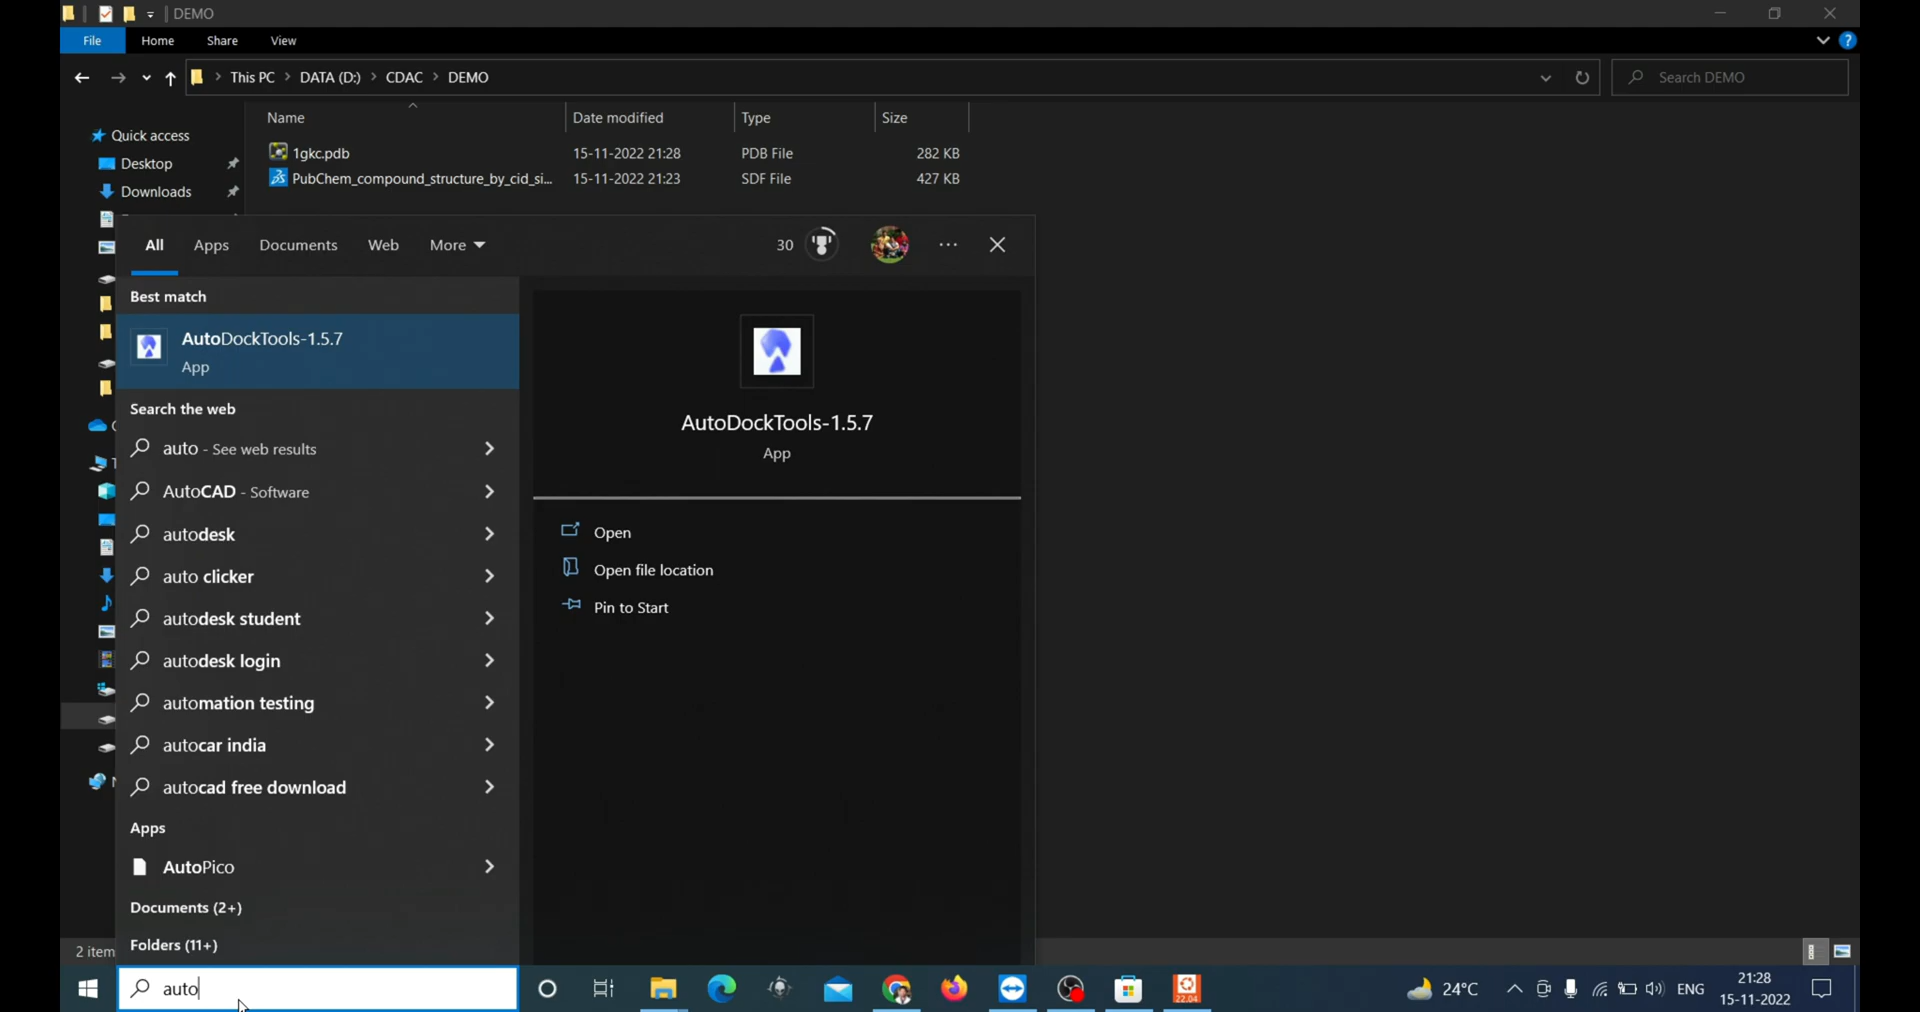 DEMO
File Home Share View
This PC DATA (D:) CDAC DEMO
Search DEMO
Name Date modified Type Size
1gkc.pdb 15-11-2022 21:28 PDB File 282 KB
PubChem_compound_structure_by_cid_si... 15-11-2022 21:23 SDF File 427 KB
Quick access
Desktop
Downloads
All Apps Documents Web More
30
Best match
AutoDockTools-1.5.7
App
Search the web
auto - See web results
AutoCAD - Software
autodesk
auto clicker
autodesk student
autodesk login
automation testing
autocar india
autocad free download
Apps
AutoPico
Documents (2+)
Folders (11+)
AutoDockTools-1.5.7
App
Open
Open file location
Pin to Start
2 item
auto
22.04
24°C
ENG
21:28
15-11-2022